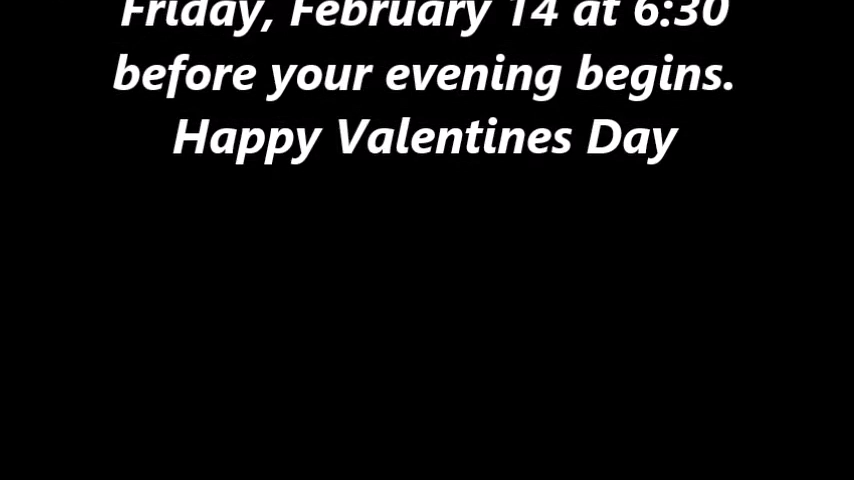 Friday, February 14 at 6:30
before your evening begins.
Happy Valentines Day